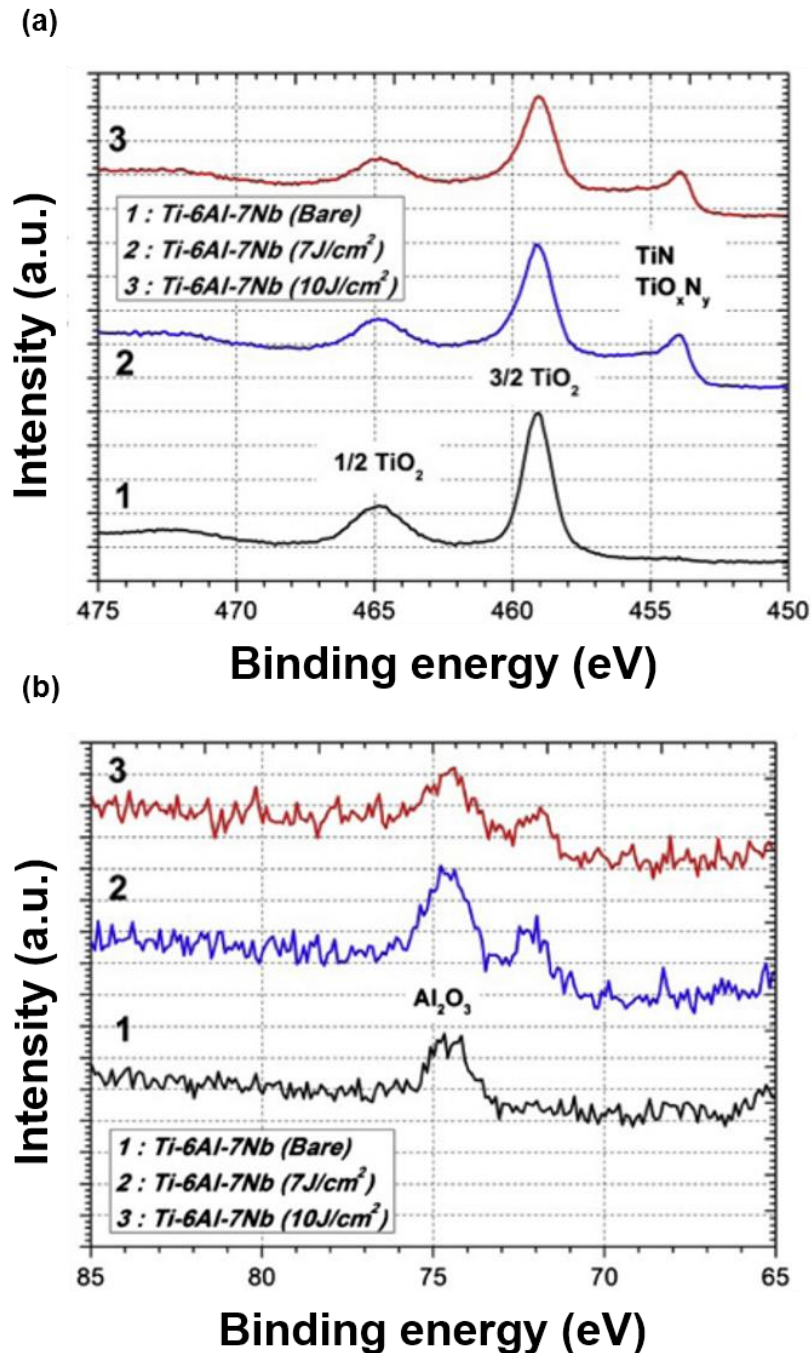 (a)
Intensity (a.u.)
3
1 : Ti-6Al-7Nb (Bare)
2 : Ti-6Al-7Nb (7J/cm²)
3 : Ti-6Al-7Nb (10J/cm²)
TiN
TiOₓNᵧ
2
3/2 TiO₂
1/2 TiO₂
1
475 470 465 460 455 450
Binding energy (eV)
(b)
Intensity (a.u.)
3
2
Al₂O₃
1
1 : Ti-6Al-7Nb (Bare)
2 : Ti-6Al-7Nb (7J/cm²)
3 : Ti-6Al-7Nb (10J/cm²)
85 80 75 70 65
Binding energy (eV)